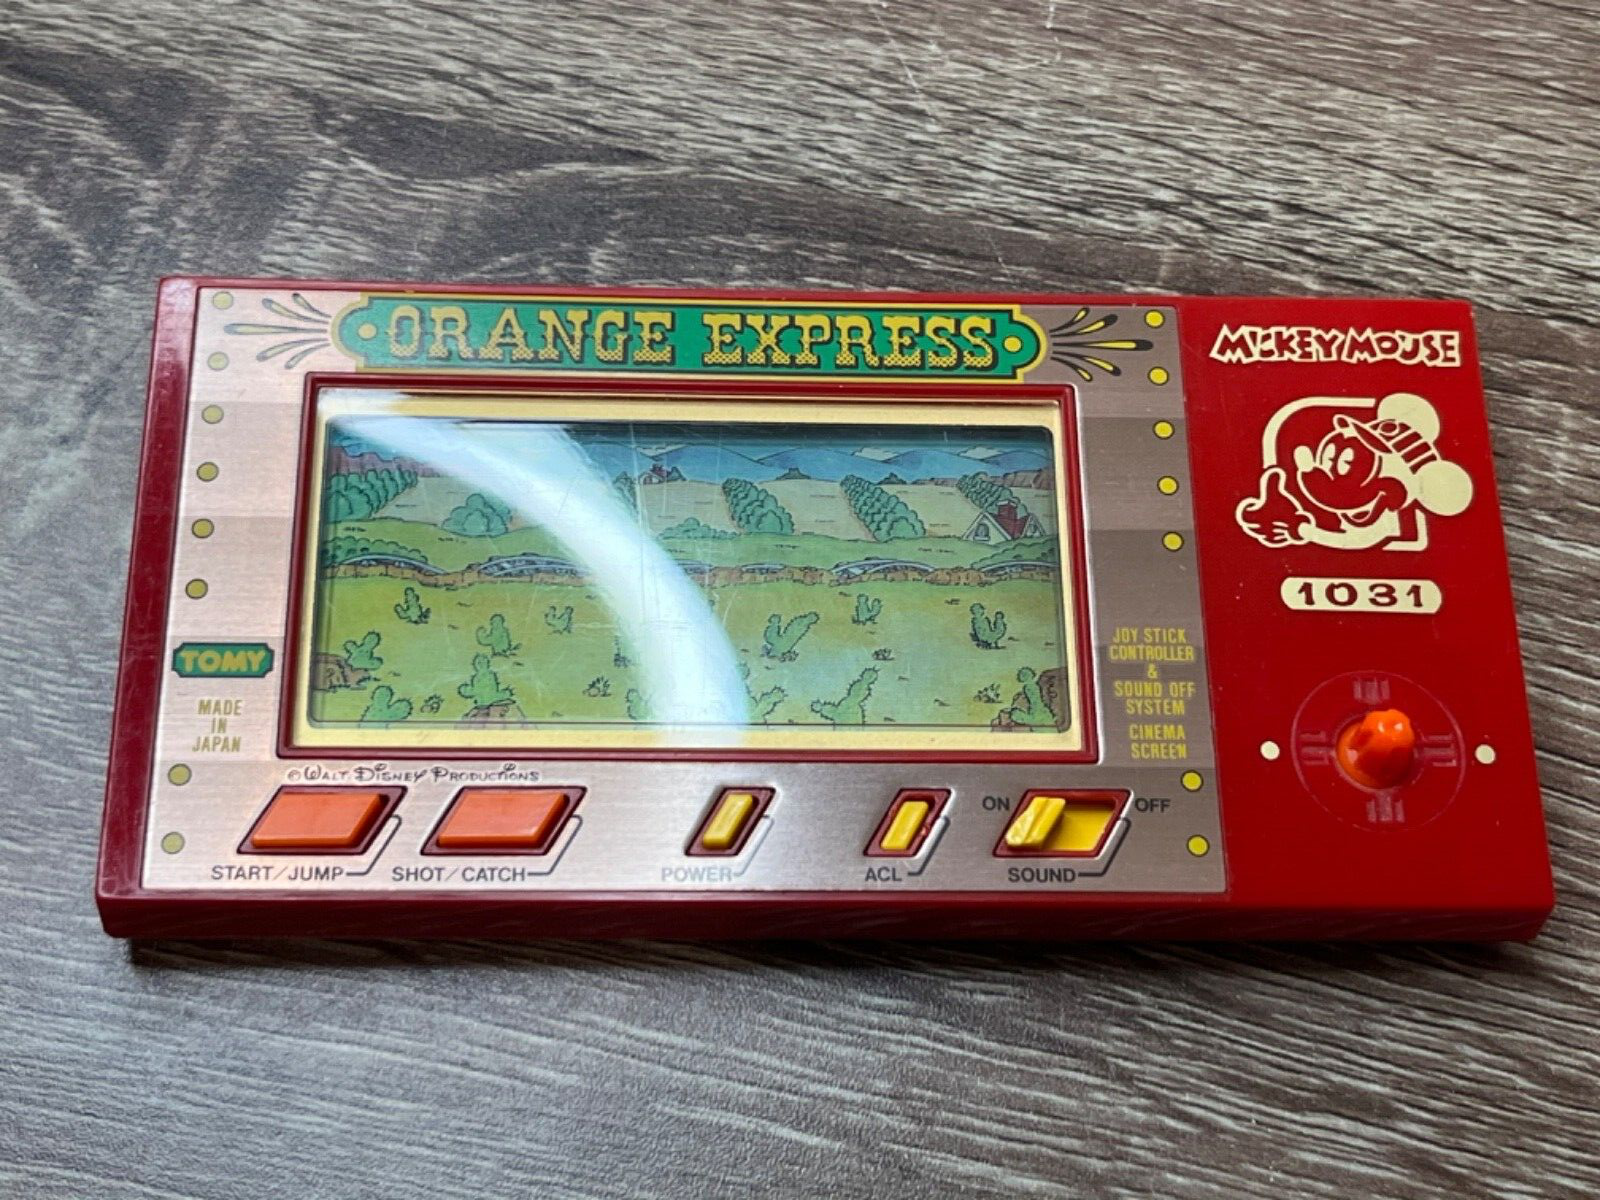 ORANGE EXPRESS
MICKEY MOUSE
1031
TOMY
MADE
IN
JAPAN
JOY STICK
CONTROLLER
&
SOUND OFF
SYSTEM
CINEMA
SCREEN
©WALT DISNEY PRODUCTIONS
ON OFF
START/JUMP SHOT/CATCH POWER ACL SOUND